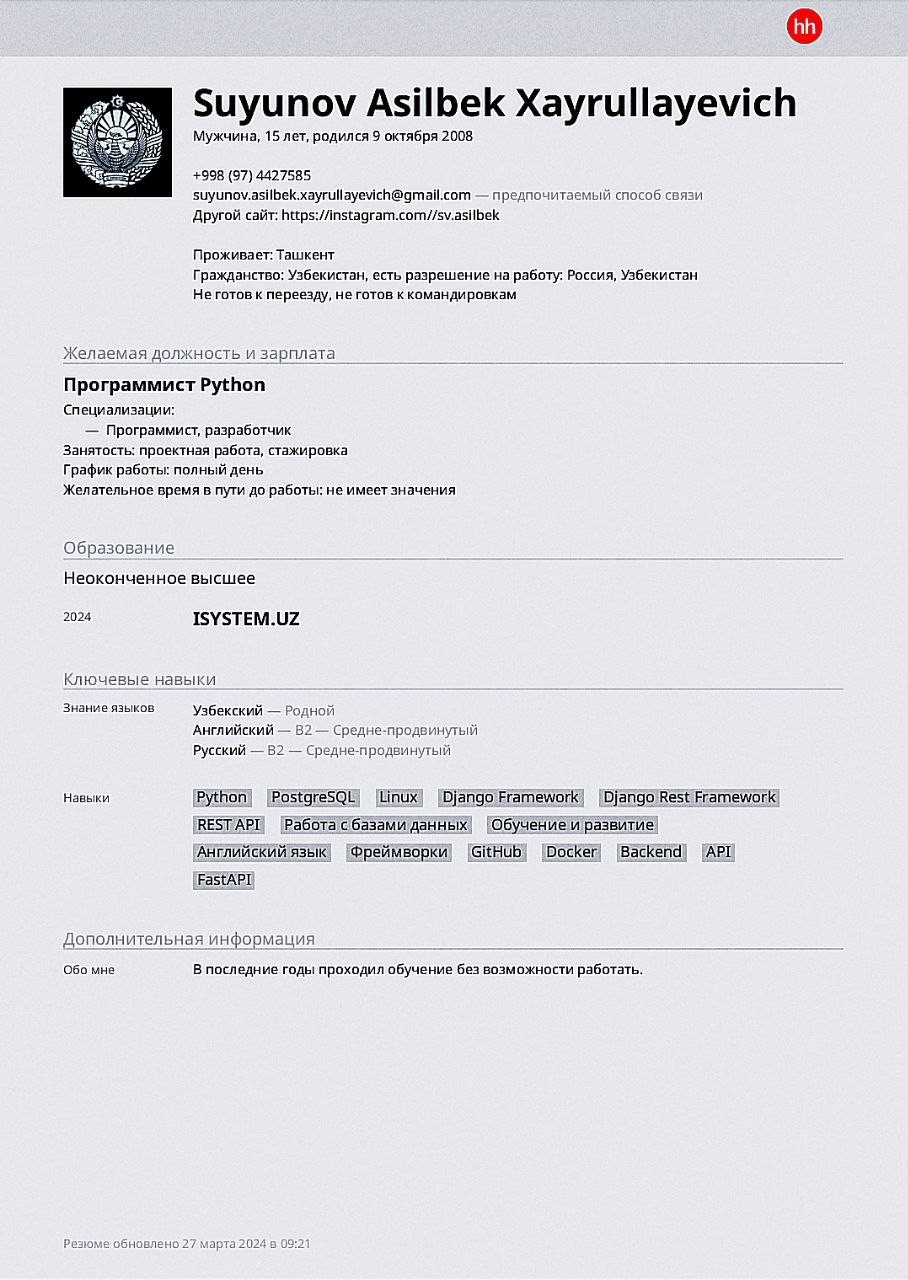 hh
Suyunov Asilbek Xayrullayevich
Мужчина, 15 лет, родился 9 октября 2008
+998 (97) 4427585
suyunov.asilbek.xayrullayevich@gmail.com — предпочитаемый способ связи
Другой сайт: https://instagram.com//sv.asilbek
Проживает: Ташкент
Гражданство: Узбекистан, есть разрешение на работу: Россия, Узбекистан
Не готов к переезду, не готов к командировкам
Желаемая должность и зарплата
Программист Python
Специализации:
— Программист, разработчик
Занятость: проектная работа, стажировка
График работы: полный день
Желательное время в пути до работы: не имеет значения
Образование
Неоконченное высшее
2024 ISYSTEM.UZ
Ключевые навыки
Знание языков Узбекский — Родной
Английский — B2 — Средне-продвинутый
Русский — B2 — Средне-продвинутый
Навыки Python PostgreSQL Linux Django Framework Django Rest Framework
REST API Работа с базами данных Обучение и развитие
Английский язык Фреймворки GitHub Docker Backend API
FastAPI
Дополнительная информация
Обо мне В последние годы проходил обучение без возможности работать.
Резюме обновлено 27 марта 2024 в 09:21